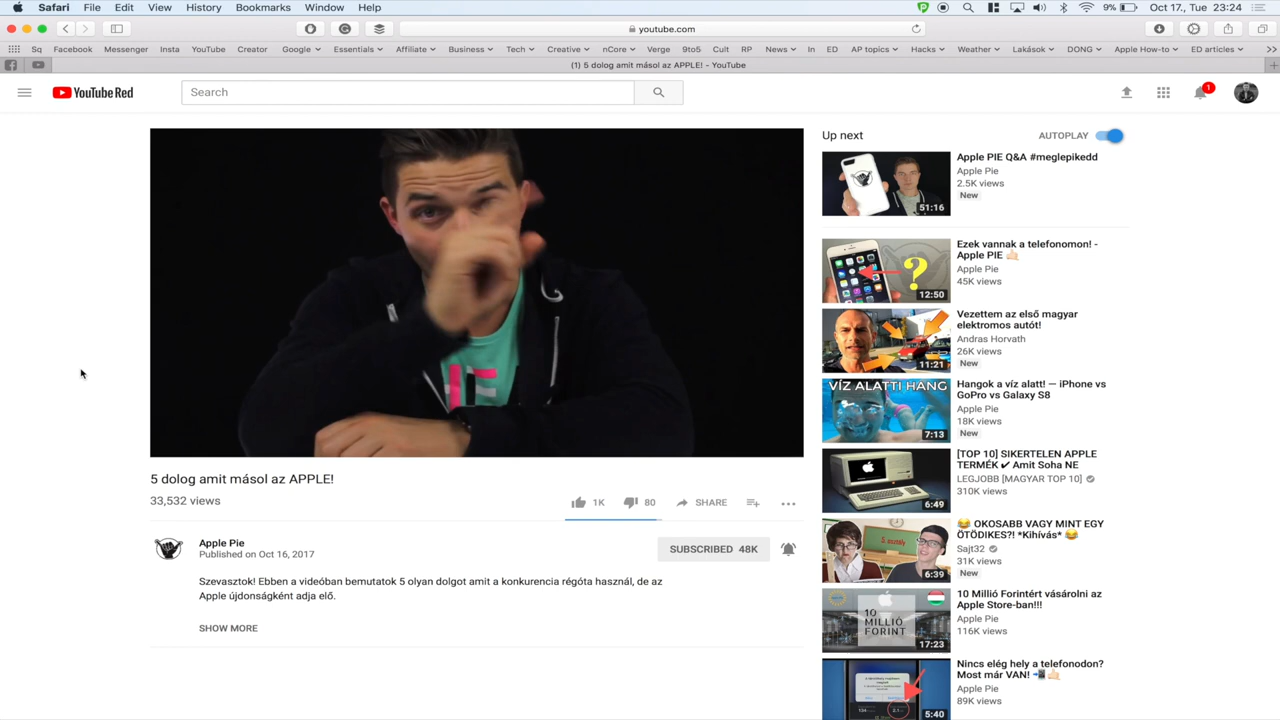 Safari File Edit View History Bookmarks Window Help 9% Oct 17., Tue 23:24
youtube.com
Sq Facebook Messenger Insta YouTube Creator Google Essentials Affiliate Business Tech Creative nCore Verge 9to5 Cult RP News In ED AP topics Hacks Weather Lakások DONG Apple How-to ED articles
(1) 5 dolog amit másol az APPLE! - YouTube
YouTube Red Search 1
Up next AUTOPLAY
Apple PIE Q&A #meglepikedd
Apple Pie
2.5K views
New
51:16
Ezek vannak a telefonomon! -
Apple PIE
Apple Pie
45K views
12:50
Vezettem az első magyar
elektromos autót!
Andras Horvath
26K views
New
11:21
VÍZ ALATTI HANG
Hangok a víz alatt! — iPhone vs
GoPro vs Galaxy S8
Apple Pie
18K views
New
7:13
[TOP 10] SIKERTELEN APPLE
TERMÉK ✔ Amit Soha NE
LEGJOBB [MAGYAR TOP 10]
310K views
6:49
😂 OKOSABB VAGY MINT EGY
ÖTÖDIKES?! *Kihívás* 😂
Sajt32
31K views
New
6:39
10 Millió Forintért vásárolni az
Apple Store-ban!!!
Apple Pie
116K views
10
MILLIÓ
FORINT
17:23
Nincs elég hely a telefonodon?
Most már VAN!
Apple Pie
89K views
5:40
5 dolog amit másol az APPLE!
33,532 views
1K 80 SHARE
Apple Pie
Published on Oct 16, 2017
SUBSCRIBED 48K
Szevasztok! Ebben a videóban bemutatok 5 olyan dolgot amit a konkurencia régóta használ, de az
Apple újdonságként adja elő.
SHOW MORE